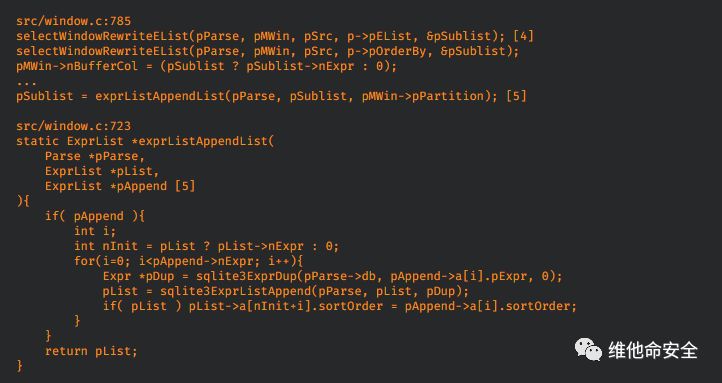 src/window.c:785
selectWindowRewriteEList(pParse, pMWin, pSrc, p->pEList, &pSublist); [4]
selectWindowRewriteEList(pParse, pMWin, pSrc, p->pOrderBy, &pSublist);
pMWin->nBufferCol = (pSublist ? pSublist->nExpr : 0);
...
pSublist = exprListAppendList(pParse, pSublist, pMWin->pPartition); [5]
src/window.c:723
static ExprList *exprListAppendList(
    Parse *pParse,
    ExprList *pList,
    ExprList *pAppend [5]
){
    if( pAppend ){
        int i;
        int nInit = pList ? pList->nExpr : 0;
        for(i=0; i<pAppend->nExpr; i++){
            Expr *pDup = sqlite3ExprDup(pParse->db, pAppend->a[i].pExpr, 0);
            pList = sqlite3ExprListAppend(pParse, pList, pDup);
            if( pList ) pList->a[nInit+i].sortOrder = pAppend->a[i].sortOrder;
        }
    }
    return pList;
}
维他命安全